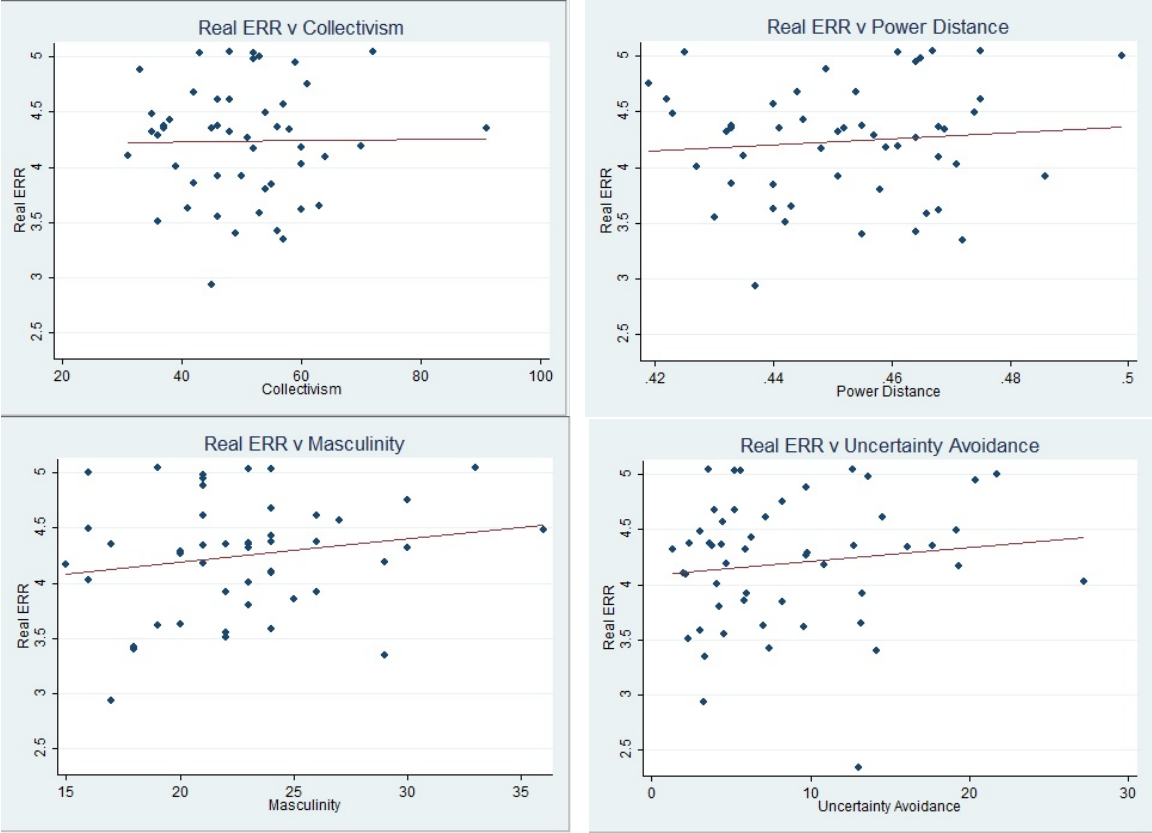 Real ERR v Collectivism
Real ERR
5
4.5
4
3.5
3
2.5
20 40 60 80 100
Collectivism
Real ERR v Power Distance
Real ERR
5
4.5
4
3.5
3
2.5
.42 .44 .46 .48 .5
Power Distance
Real ERR v Masculinity
Real ERR
5
4.5
4
3.5
3
2.5
15 20 25 30 35
Masculinity
Real ERR v Uncertainty Avoidance
Real ERR
5
4.5
4
3.5
3
2.5
0 10 20 30
Uncertainty Avoidance